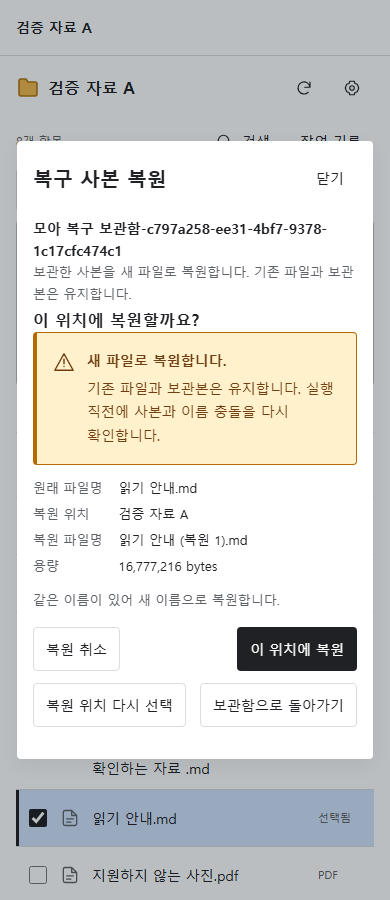 검증 자료 A
검증 자료 A
검색
작업 기록
복구 사본 복원
닫기
모아 복구 보관함-c797a258-ee31-4bf7-9378-
1c17cfc474c1
보관한 사본을 새 파일로 복원합니다. 기존 파일과 보관
본은 유지합니다.
이 위치에 복원할까요?
새 파일로 복원합니다.
기존 파일과 보관본은 유지합니다. 실행
직전에 사본과 이름 충돌을 다시
확인합니다.
원래 파일명 읽기 안내.md
복원 위치 검증 자료 A
복원 파일명 읽기 안내 (복원 1).md
용량 16,777,216 bytes
같은 이름이 있어 새 이름으로 복원합니다.
복원 취소
이 위치에 복원
복원 위치 다시 선택
보관함으로 돌아가기
확인하는 자료 .md
읽기 안내.md 선택됨
지원하지 않는 사진.pdf PDF